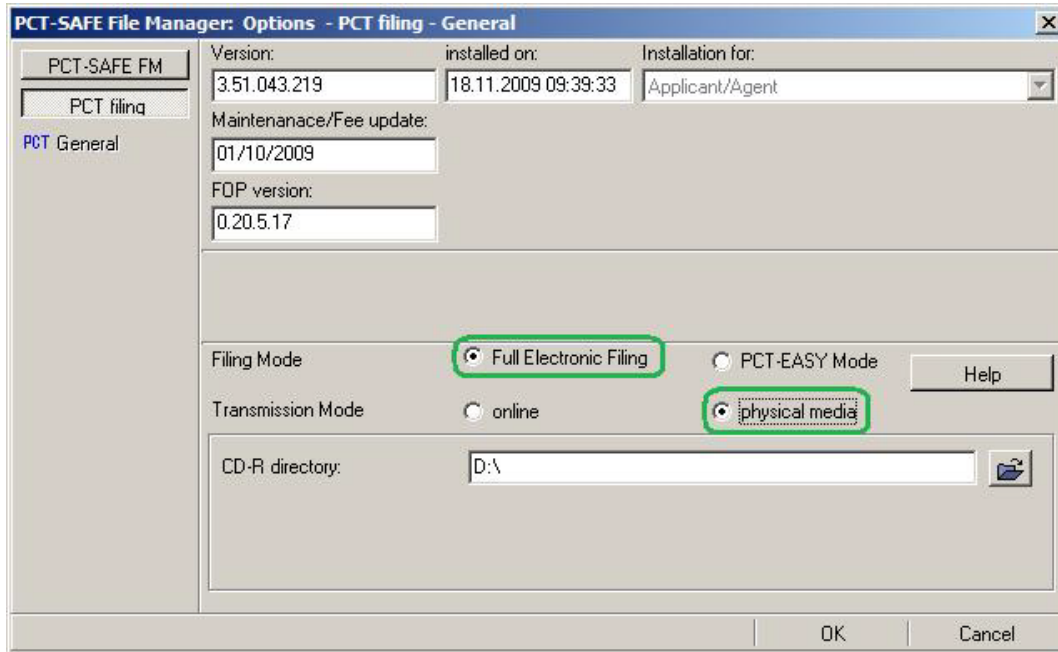 PCT-SAFE File Manager: Options - PCT filing - General
PCT-SAFE FM
PCT filing
PCT General
Version: installed on: Installation for:
3.51.043.219 18.11.2009 09:39:33 Applicant/Agent
Maintenanace/Fee update:
01/10/2009
FOP version:
0.20.5.17
Filing Mode Full Electronic Filing PCT-EASY Mode
Help
Transmission Mode online physical media
CD-R directory: D:\
OK Cancel